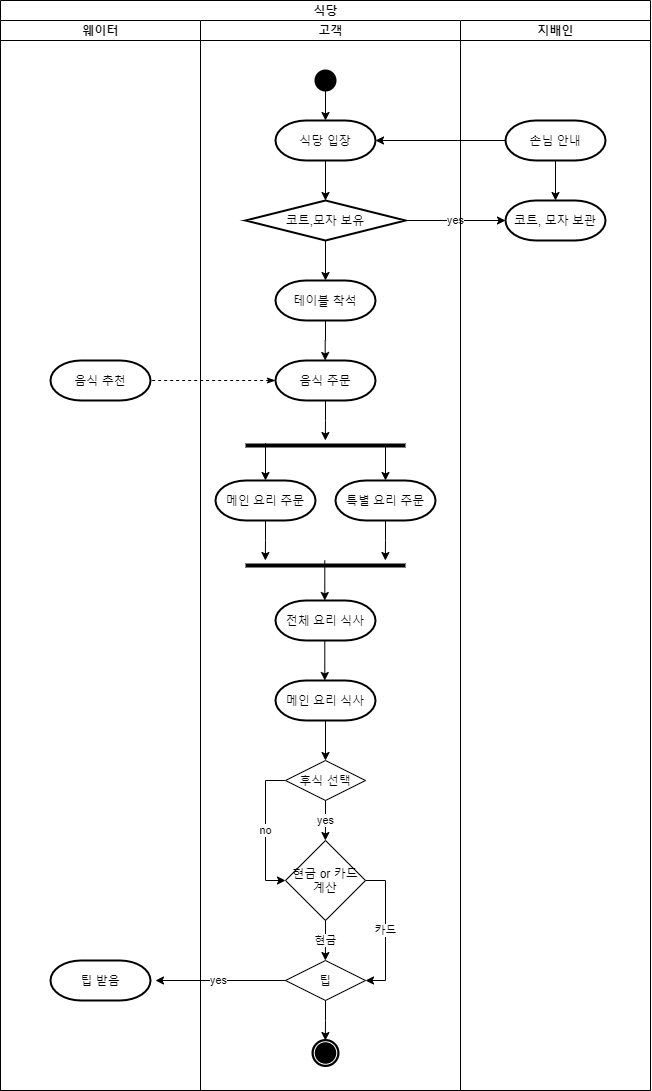 식당
웨이터
고객
지배인
식당 입장
손님 안내
코트,모자 보유
yes
코트, 모자 보관
테이블 착석
음식 추천
음식 주문
메인 요리 주문
특별 요리 주문
전체 요리 식사
메인 요리 식사
후식 선택
yes
no
현금 or 카드
계산
카드
현금
팁 받음
yes
팁